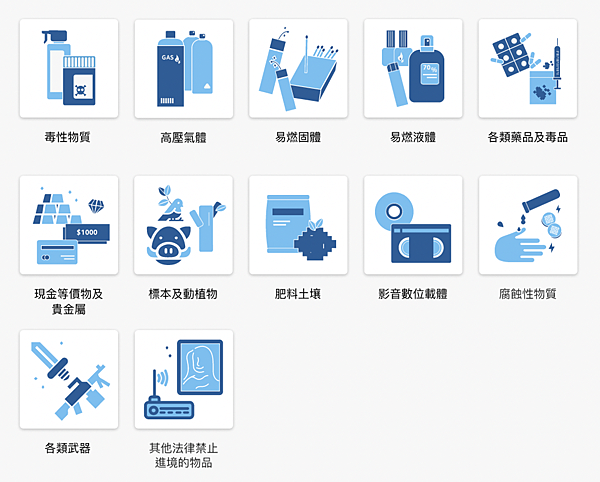 GAS
70%
毒性物質
高壓氣體
易燃固體
易燃液體
各類藥品及毒品
$1000
現金等價物及
貴金屬
標本及動植物
肥料土壤
影音數位載體
腐蝕性物質
各類武器
其他法律禁止
進境的物品